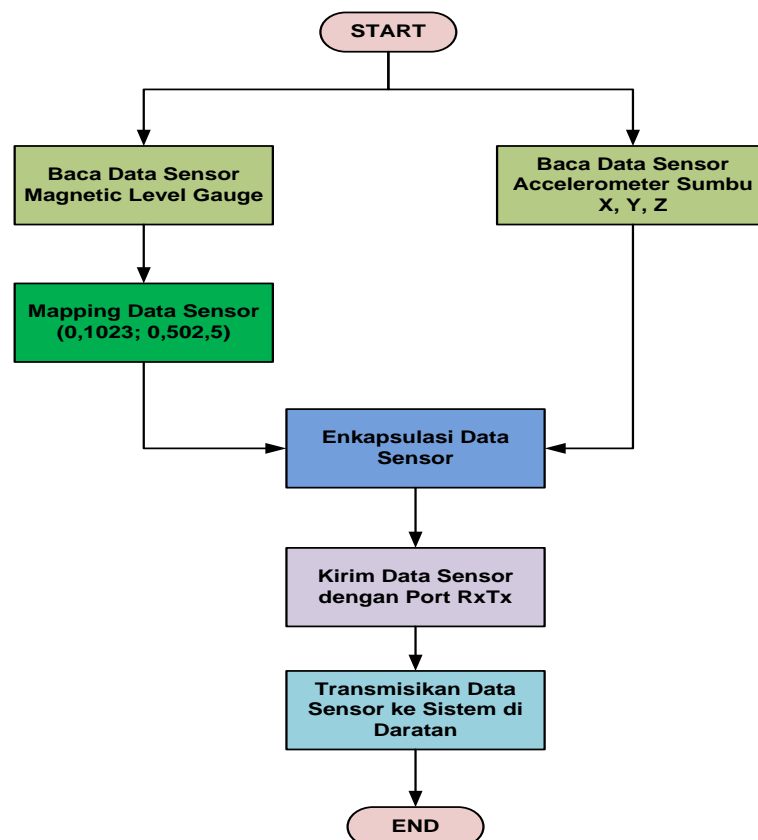 START
Baca Data Sensor
Magnetic Level Gauge
Baca Data Sensor
Accelerometer Sumbu
X, Y, Z
Mapping Data Sensor
(0,1023; 0,502,5)
Enkapsulasi Data
Sensor
Kirim Data Sensor
dengan Port RxTx
Transmisikan Data
Sensor ke Sistem di
Daratan
END